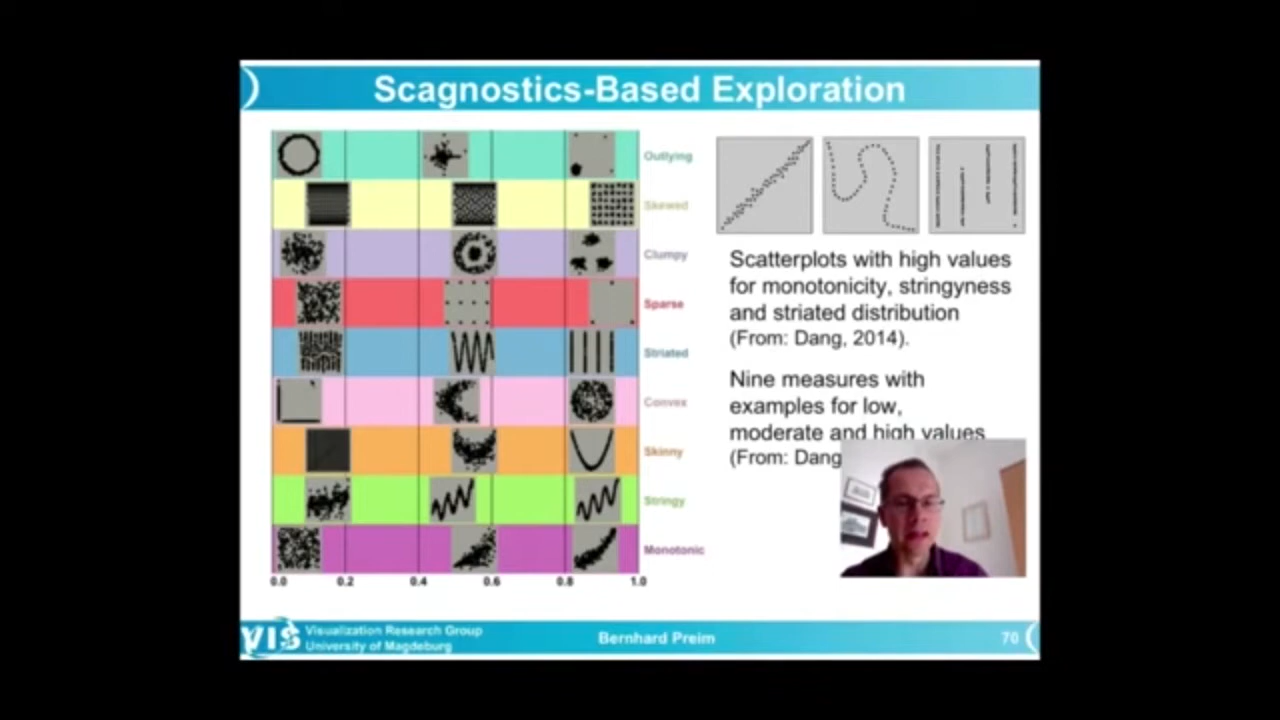 Scagnostics-Based Exploration
Outlying
Skewed
Clumpy
Sparse
Striated
Convex
Skinny
Stringy
Monotonic
0.0 0.2 0.4 0.6 0.8 1.0
Scatterplots with high values
for monotonicity, stringyness
and striated distribution
(From: Dang, 2014).
Nine measures with
examples for low,
moderate and high values
(From: Dang
VIS
Visualization Research Group
University of Magdeburg
Bernhard Preim
70